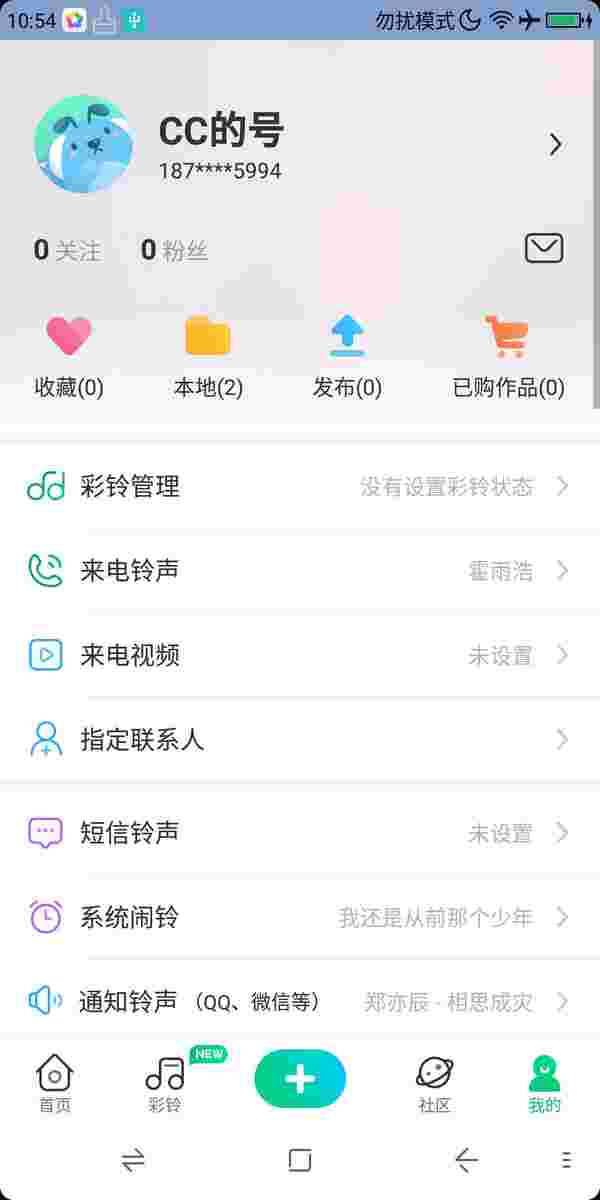 10:54 勿扰模式
CC的号
187****5994
0 关注 0 粉丝
收藏(0) 本地(2) 发布(0) 已购作品(0)
彩铃管理 没有设置彩铃状态
来电铃声 霍雨浩
来电视频 未设置
指定联系人
短信铃声 未设置
系统闹铃 我还是从前那个少年
通知铃声 （QQ、微信等） 郑亦辰 - 相思成灾
NEW
首页 彩铃 社区 我的